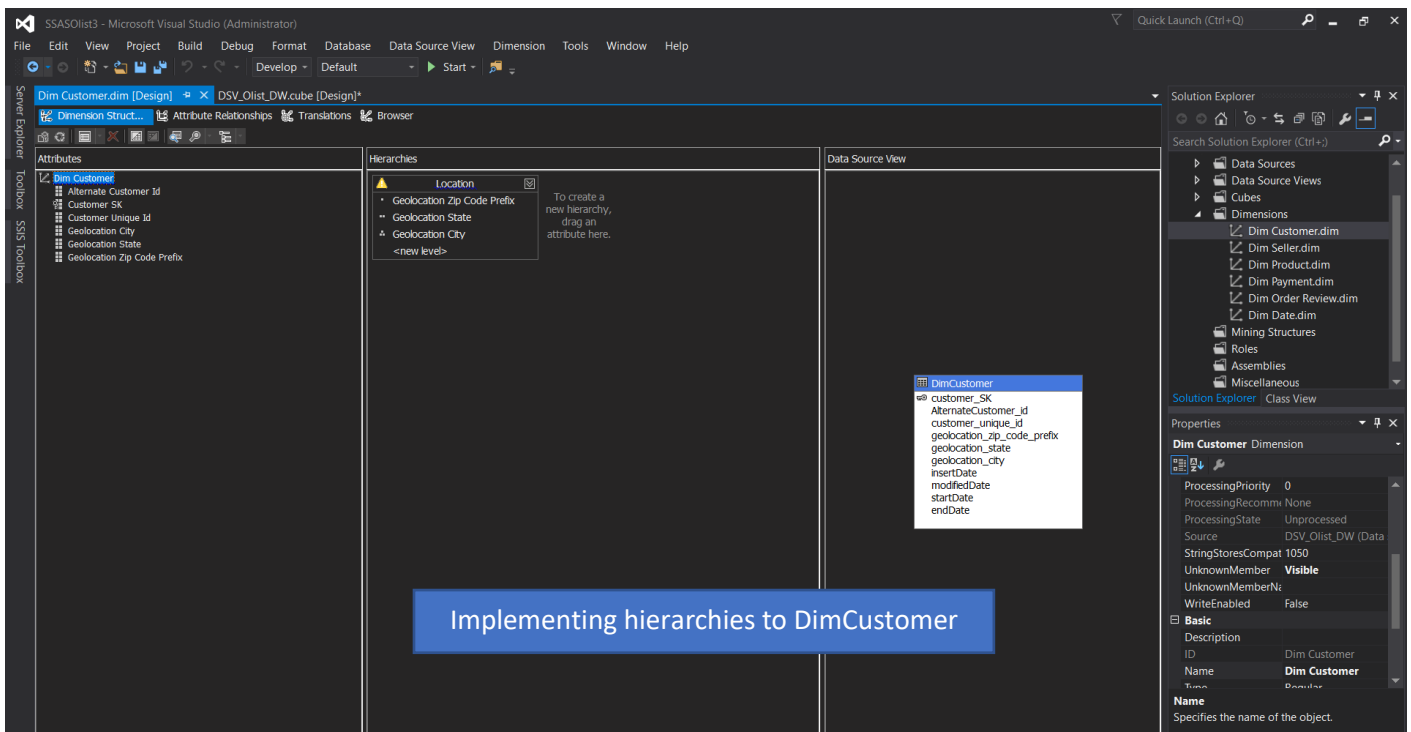 SSASOlist3 - Microsoft Visual Studio (Administrator)
Quick Launch (Ctrl+Q)
File Edit View Project Build Debug Format Database Data Source View Dimension Tools Window Help
Develop Default Start
Dim Customer.dim [Design] DSV_Olist_DW.cube [Design]*
Dimension Struct... Attribute Relationships Translations Browser
Server Explorer
Toolbox
SSIS Toolbox
Attributes
Dim Customer
Alternate Customer Id
Customer SK
Customer Unique Id
Geolocation City
Geolocation State
Geolocation Zip Code Prefix
Hierarchies
Location
Geolocation Zip Code Prefix
Geolocation State
Geolocation City
<new level>
To create a
new hierarchy,
drag an
attribute here.
Data Source View
DimCustomer
customer_SK
AlternateCustomer_id
customer_unique_id
geolocation_zip_code_prefix
geolocation_state
geolocation_city
insertDate
modifiedDate
startDate
endDate
Implementing hierarchies to DimCustomer
Solution Explorer
Search Solution Explorer (Ctrl+;)
Data Sources
Data Source Views
Cubes
Dimensions
Dim Customer.dim
Dim Seller.dim
Dim Product.dim
Dim Payment.dim
Dim Order Review.dim
Dim Date.dim
Mining Structures
Roles
Assemblies
Miscellaneous
Solution Explorer Class View
Properties
Dim Customer Dimension
ProcessingPriority 0
ProcessingRecomm None
ProcessingState Unprocessed
Source DSV_Olist_DW (Data
StringStoresCompat 1050
UnknownMember Visible
UnknownMemberNa
WriteEnabled False
Basic
Description
ID Dim Customer
Name Dim Customer
Type Regular
Name
Specifies the name of the object.